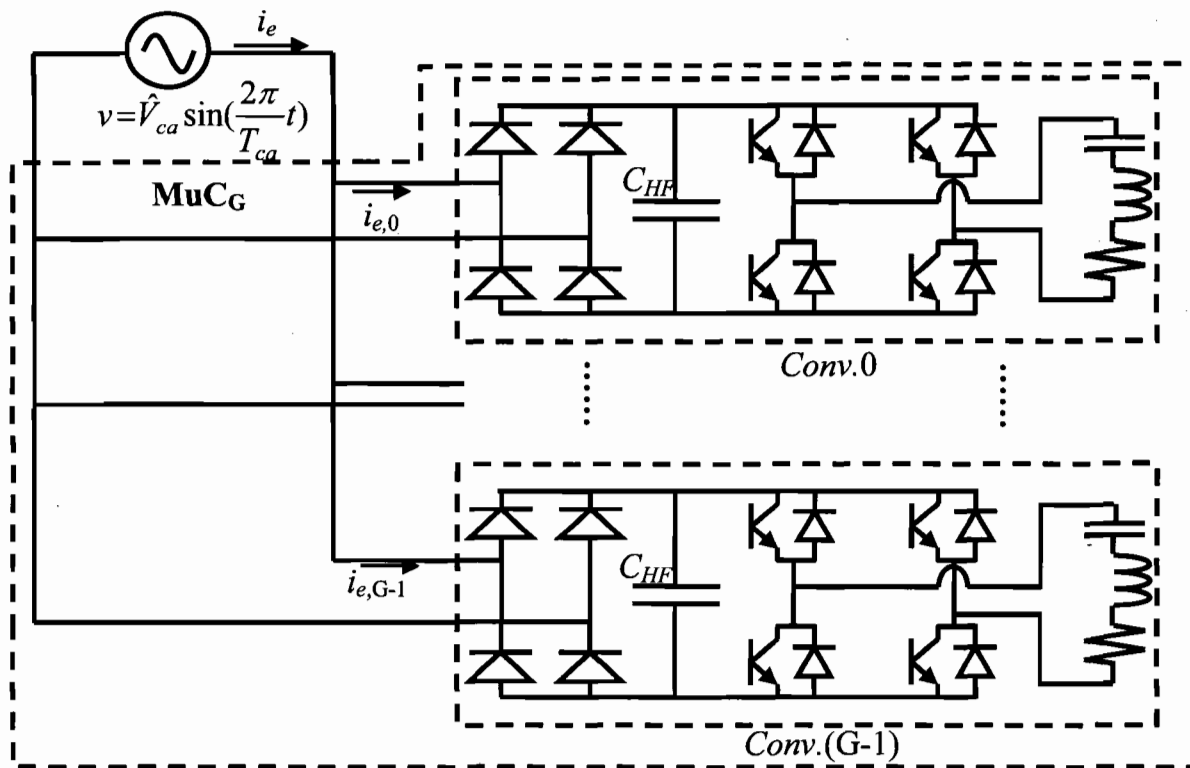 i_e
v=V̂_ca sin(2π/T_ca t)
MuC_G
i_e,0
C_HF
Conv.0
i_e,G-1
C_HF
Conv.(G-1)